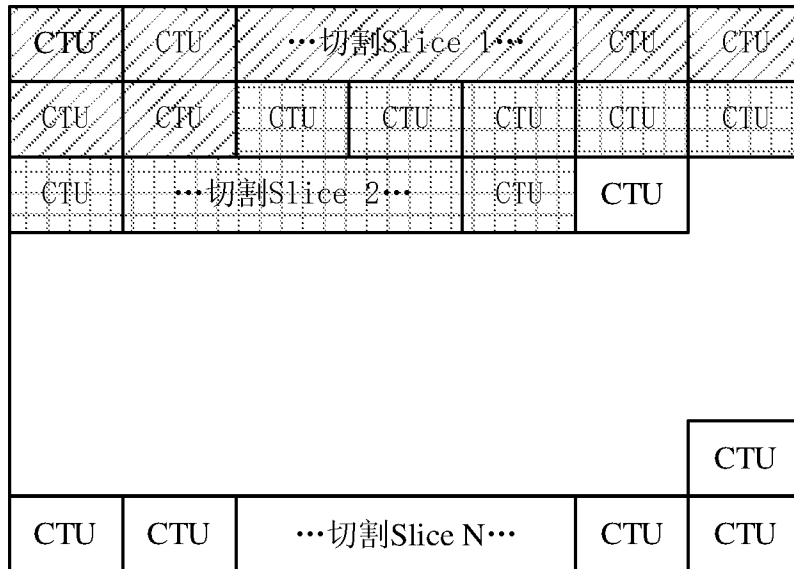 CTU CTU …切割Slice 1… CTU CTU
CTU CTU CTU CTU CTU CTU CTU
CTU …切割Slice 2… CTU CTU
CTU
CTU CTU …切割Slice N… CTU CTU